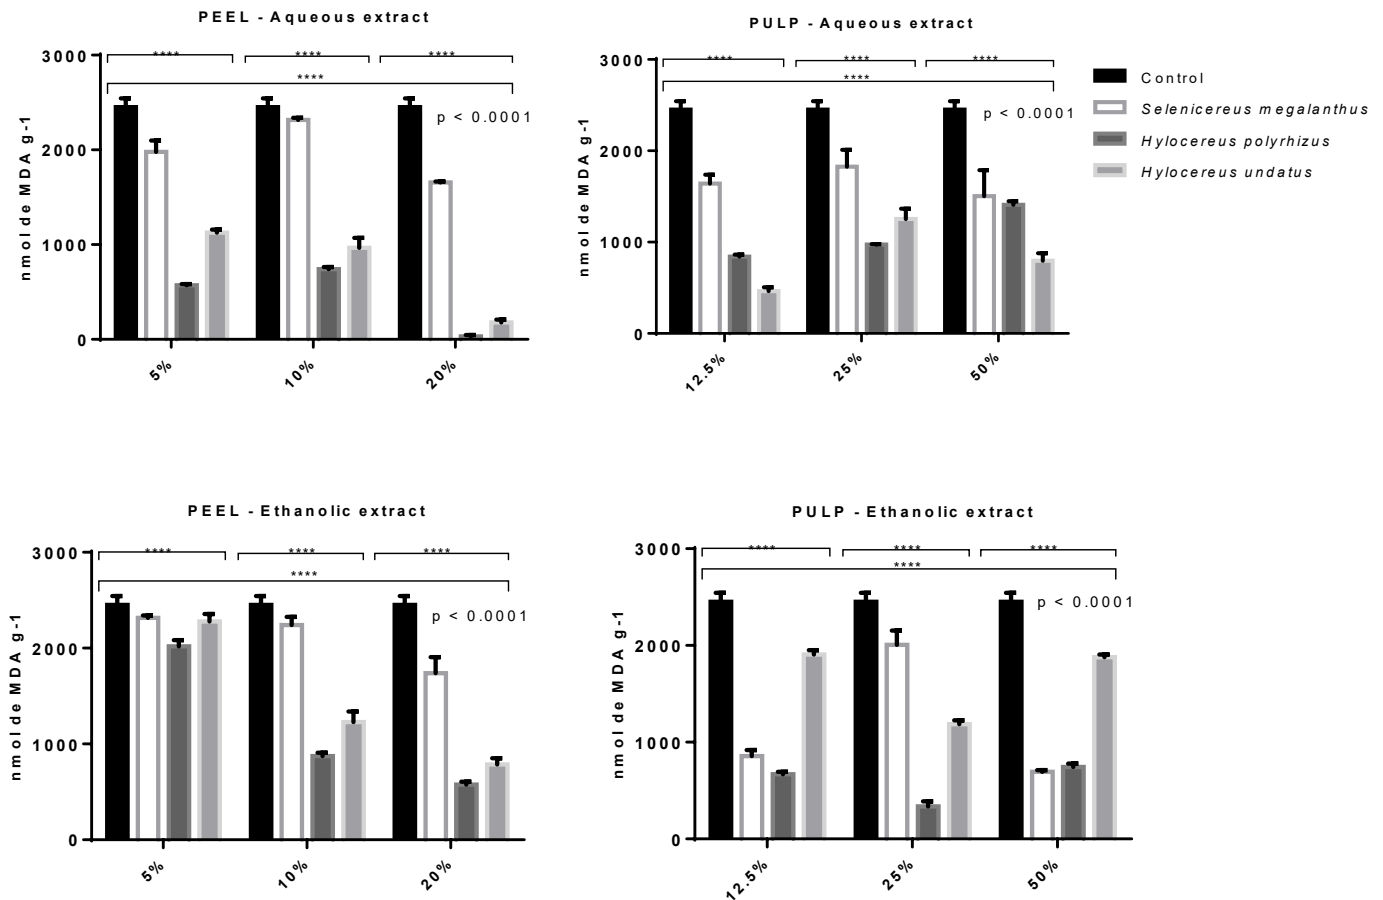 PEEL - Aqueous extract
nmol de MDA g-1
3000
2000
1000
0
****
****
****
****
p < 0.0001
5%
10%
20%
PULP - Aqueous extract
nmol de MDA g-1
3000
2000
1000
0
****
****
****
****
p < 0.0001
12.5%
25%
50%
Control
Selenicereus megalanthus
Hylocereus polyrhizus
Hylocereus undatus
PEEL - Ethanolic extract
nmol de MDA g-1
3000
2000
1000
0
****
****
****
****
p < 0.0001
5%
10%
20%
PULP - Ethanolic extract
nmol de MDA g-1
3000
2000
1000
0
****
****
****
****
p < 0.0001
12.5%
25%
50%